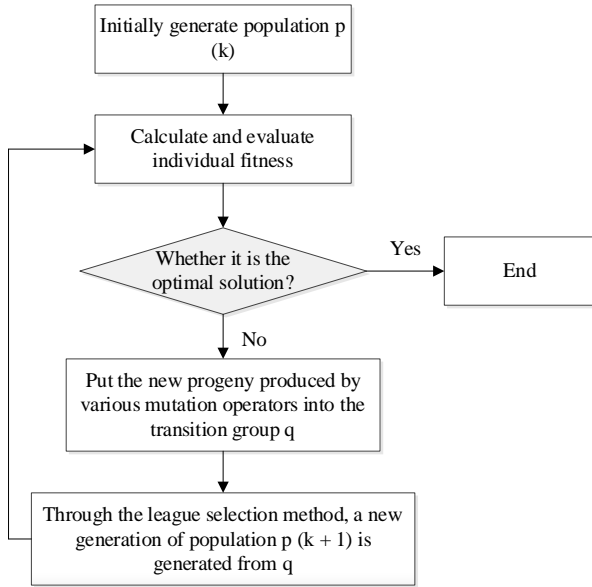 Initially generate population p
(k)
Calculate and evaluate
individual fitness
Whether it is the
optimal solution?
Yes
End
No
Put the new progeny produced by
various mutation operators into the
transition group q
Through the league selection method, a new
generation of population p (k + 1) is
generated from q